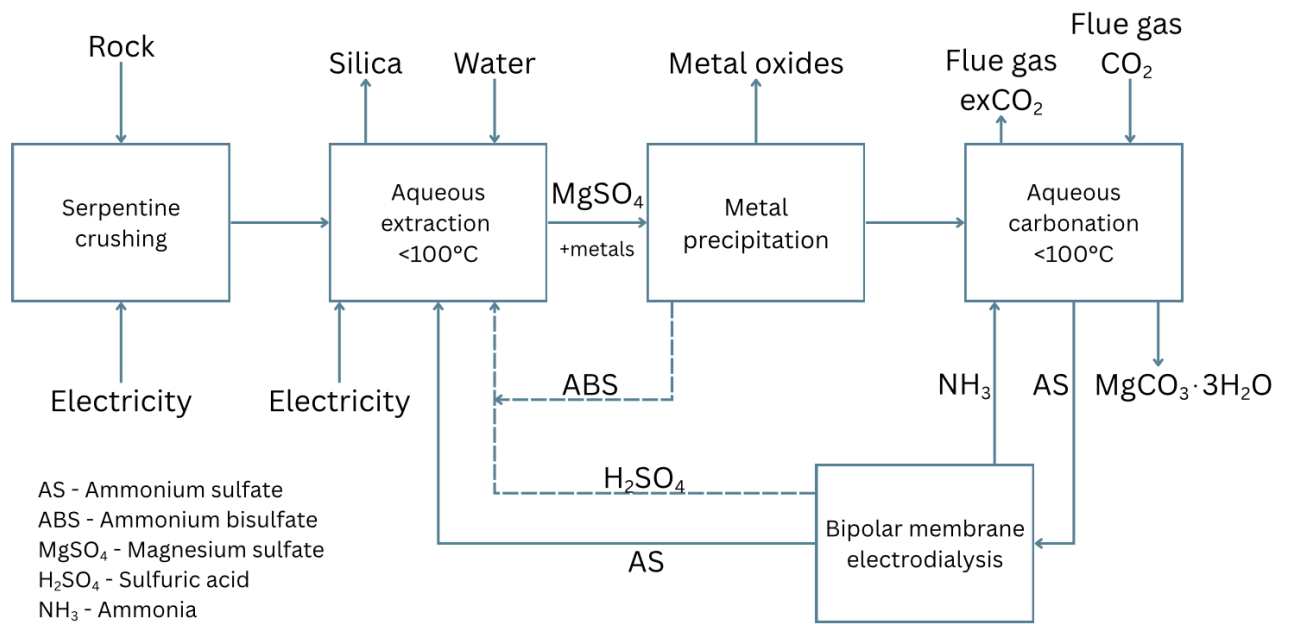 Rock
Silica
Water
Metal oxides
Flue gas
exCO₂
Flue gas
CO₂
Serpentine
crushing
Aqueous
extraction
<100°C
MgSO₄
+metals
Metal
precipitation
Aqueous
carbonation
<100°C
Electricity
Electricity
ABS
NH₃
AS
MgCO₃·3H₂O
H₂SO₄
AS
Bipolar membrane
electrodialysis
AS - Ammonium sulfate
ABS - Ammonium bisulfate
MgSO₄ - Magnesium sulfate
H₂SO₄ - Sulfuric acid
NH₃ - Ammonia